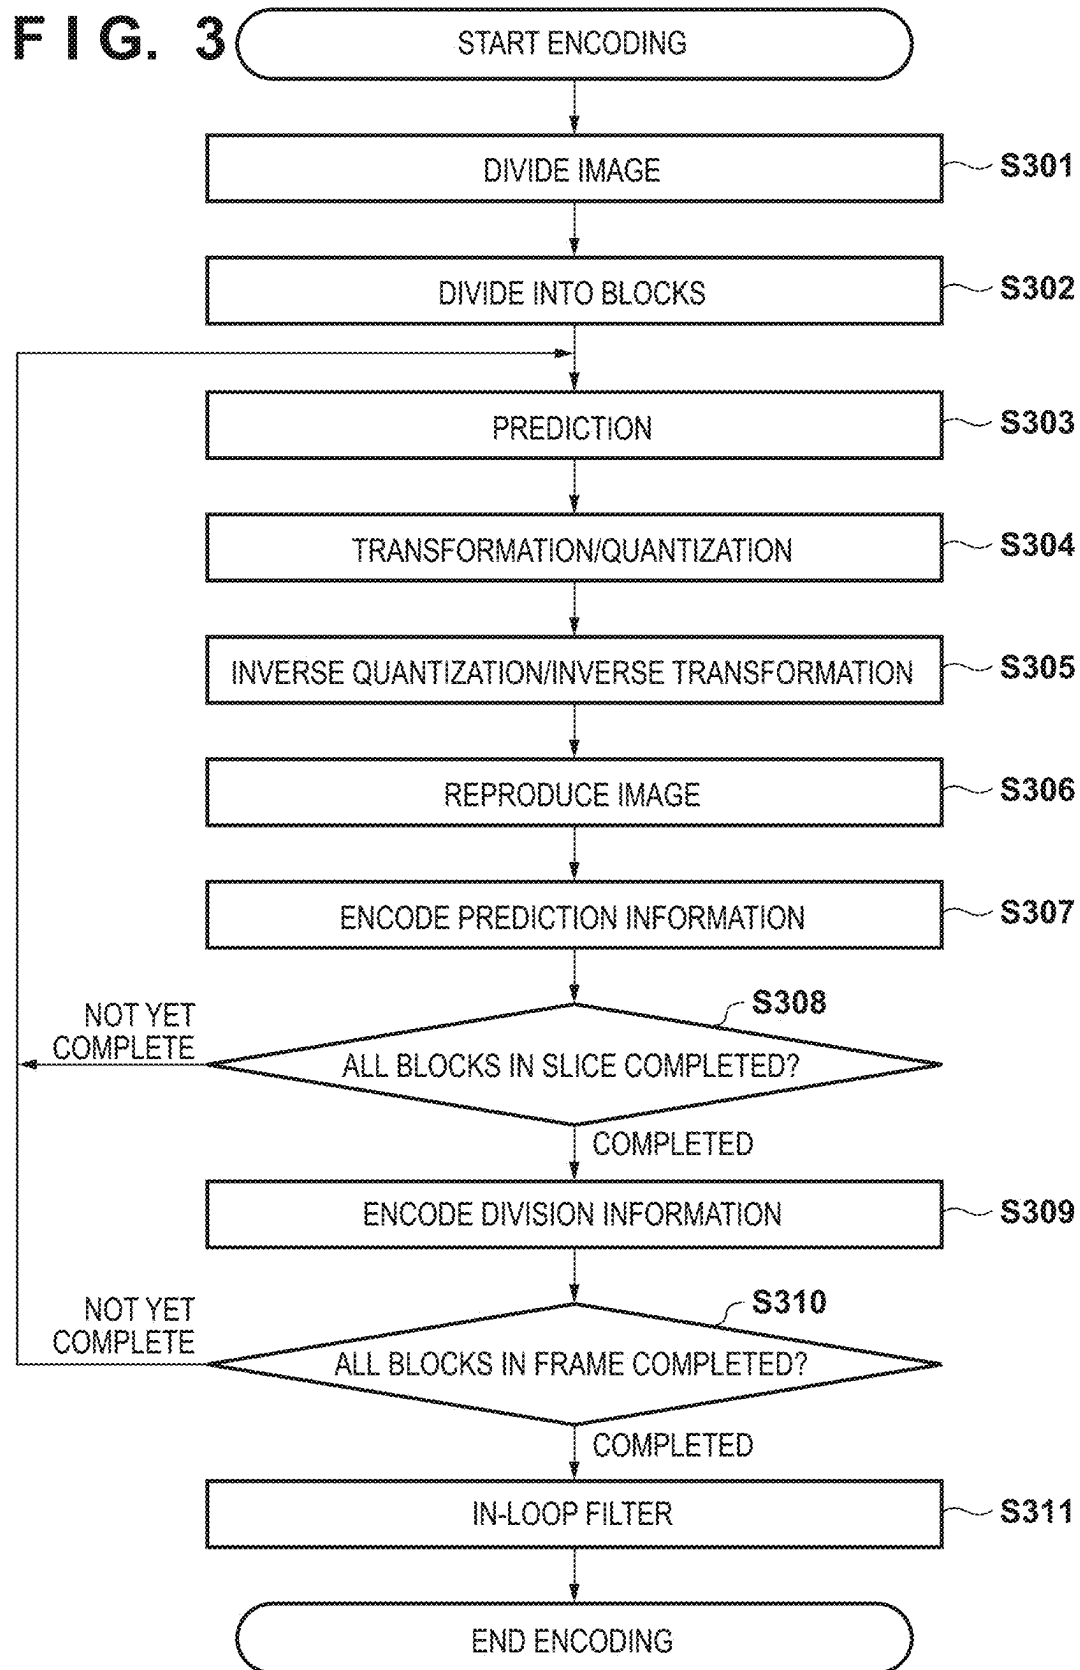 FIG. 3
START ENCODING
DIVIDE IMAGE
S301
DIVIDE INTO BLOCKS
S302
PREDICTION
S303
TRANSFORMATION/QUANTIZATION
S304
INVERSE QUANTIZATION/INVERSE TRANSFORMATION
S305
REPRODUCE IMAGE
S306
ENCODE PREDICTION INFORMATION
S307
S308
NOT YET
COMPLETE
ALL BLOCKS IN SLICE COMPLETED?
COMPLETED
ENCODE DIVISION INFORMATION
S309
S310
NOT YET
COMPLETE
ALL BLOCKS IN FRAME COMPLETED?
COMPLETED
IN-LOOP FILTER
S311
END ENCODING